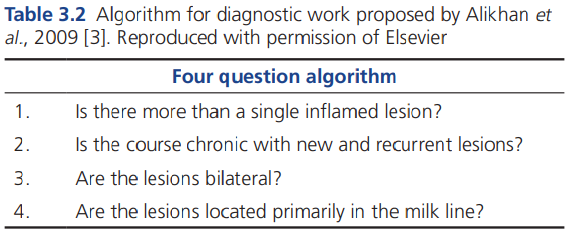 Table 3.2 Algorithm for diagnostic work proposed by Alikhan et
al., 2009 [3]. Reproduced with permission of Elsevier
Four question algorithm
1. Is there more than a single inflamed lesion?
2. Is the course chronic with new and recurrent lesions?
3. Are the lesions bilateral?
4. Are the lesions located primarily in the milk line?